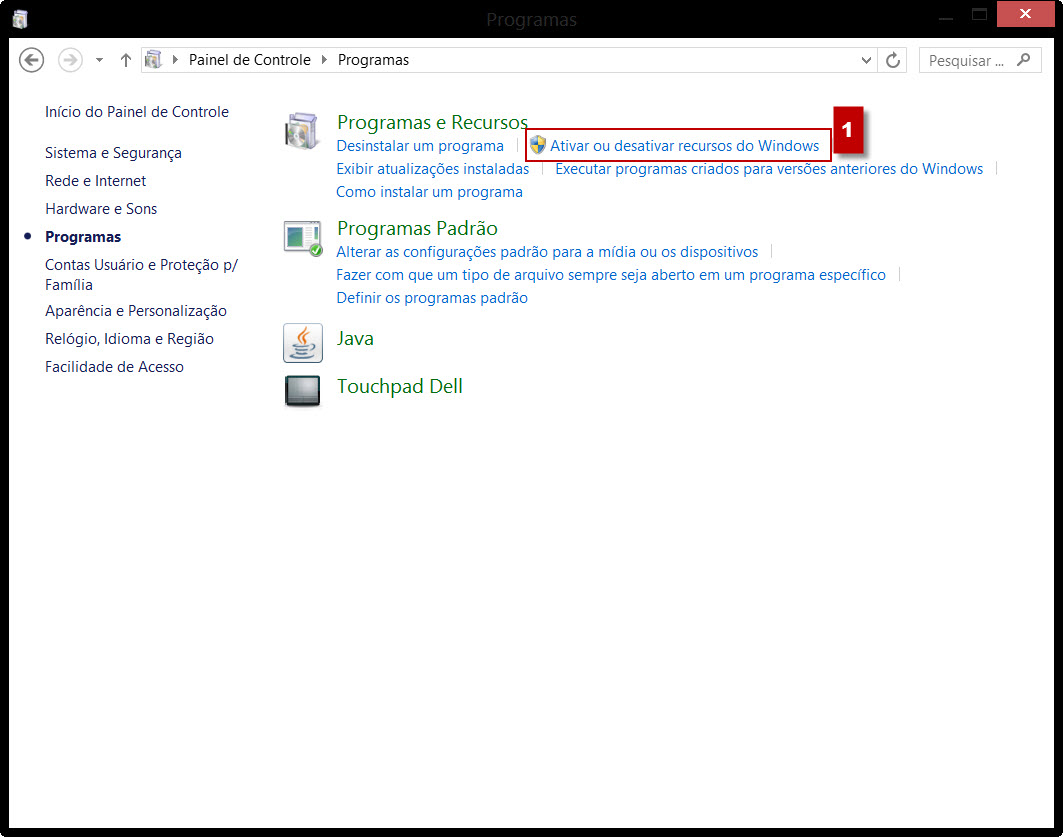 Programas
Painel de Controle Programas
Pesquisar ...
Início do Painel de Controle
Sistema e Segurança
Rede e Internet
Hardware e Sons
Programas
Contas Usuário e Proteção p/
Família
Aparência e Personalização
Relógio, Idioma e Região
Facilidade de Acesso
Programas e Recursos
Desinstalar um programa Ativar ou desativar recursos do Windows 1
Exibir atualizações instaladas Executar programas criados para versões anteriores do Windows
Como instalar um programa
Programas Padrão
Alterar as configurações padrão para a mídia ou os dispositivos
Fazer com que um tipo de arquivo sempre seja aberto em um programa específico
Definir os programas padrão
Java
Touchpad Dell